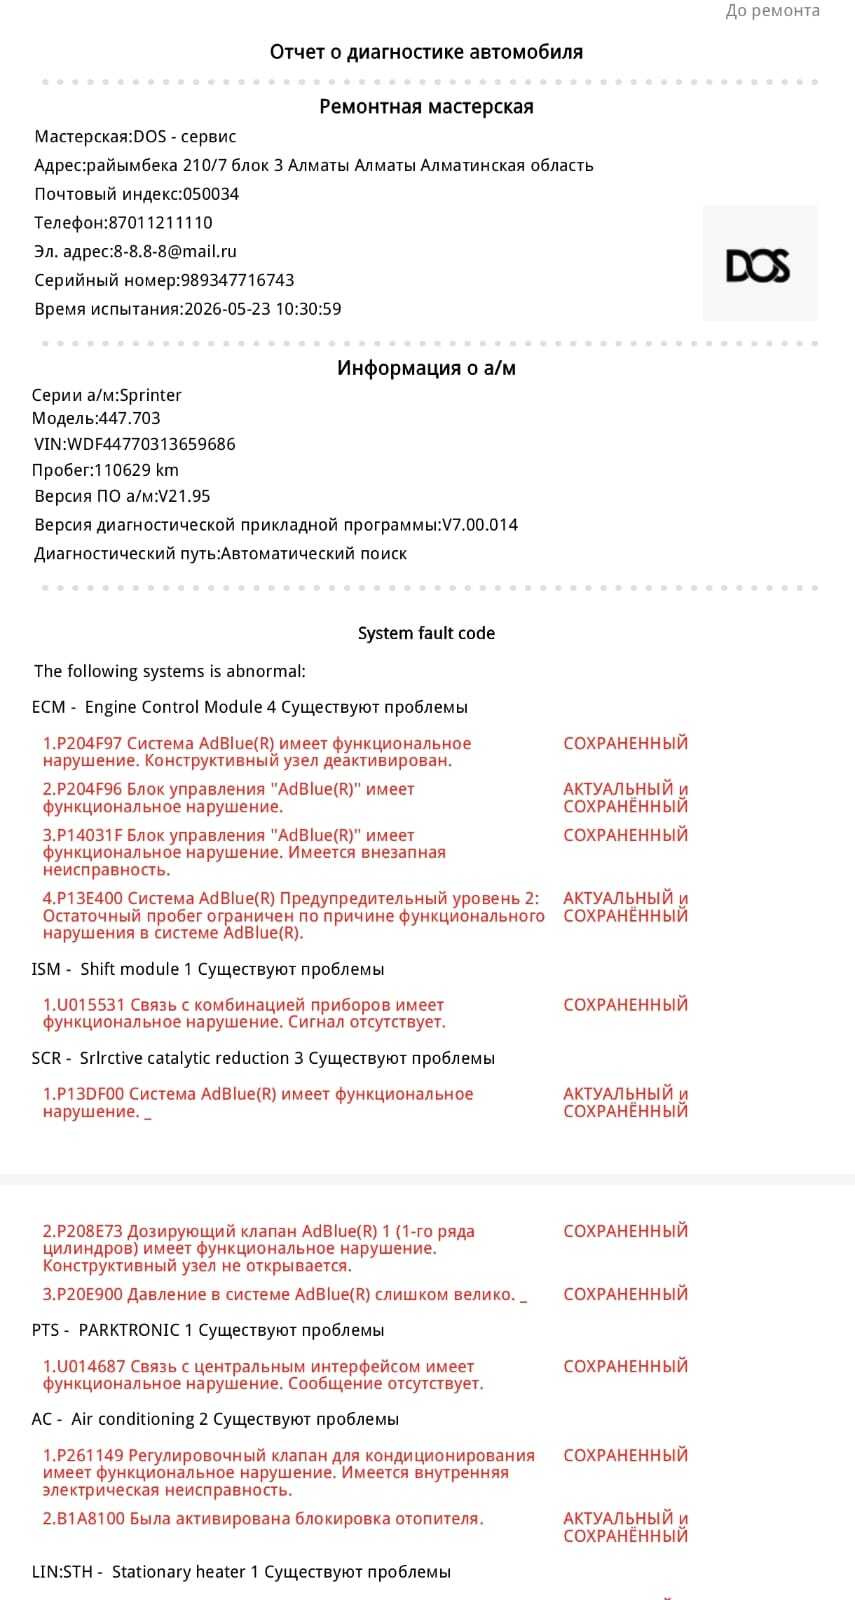 До ремонта
Отчет о диагностике автомобиля
Ремонтная мастерская
Мастерская:DOS - сервис
Адрес:райымбека 210/7 блок 3 Алматы Алматы Алматинская область
Почтовый индекс:050034
Телефон:87011211110
Эл. адрес:8-8.8-8@mail.ru
Серийный номер:989347716743
Время испытания:2026-05-23 10:30:59
DOS
Информация о а/м
Серии а/м:Sprinter
Модель:447.703
VIN:WDF44770313659686
Пробег:110629 km
Версия ПО а/м:V21.95
Версия диагностической прикладной программы:V7.00.014
Диагностический путь:Автоматический поиск
System fault code
The following systems is abnormal:
ECM - Engine Control Module 4 Существуют проблемы
1.P204F97 Система AdBlue(R) имеет функциональное СОХРАНЕННЫЙ
нарушение. Конструктивный узел деактивирован.
2.P204F96 Блок управления "AdBlue(R)" имеет АКТУАЛЬНЫЙ и
функциональное нарушение. СОХРАНЁННЫЙ
3.P14031F Блок управления "AdBlue(R)" имеет СОХРАНЕННЫЙ
функциональное нарушение. Имеется внезапная
неисправность.
4.P13E400 Система AdBlue(R) Предупредительный уровень 2: АКТУАЛЬНЫЙ и
Остаточный пробег ограничен по причине функционального СОХРАНЁННЫЙ
нарушения в системе AdBlue(R).
ISM - Shift module 1 Существуют проблемы
1.U015531 Связь с комбинацией приборов имеет СОХРАНЕННЫЙ
функциональное нарушение. Сигнал отсутствует.
SCR - Srlrctive catalytic reduction 3 Существуют проблемы
1.P13DF00 Система AdBlue(R) имеет функциональное АКТУАЛЬНЫЙ и
нарушение. _ СОХРАНЁННЫЙ
2.P208E73 Дозирующий клапан AdBlue(R) 1 (1-го ряда СОХРАНЕННЫЙ
цилиндров) имеет функциональное нарушение.
Конструктивный узел не открывается.
3.P20E900 Давление в системе AdBlue(R) слишком велико. _ СОХРАНЕННЫЙ
PTS - PARKTRONIC 1 Существуют проблемы
1.U014687 Связь с центральным интерфейсом имеет СОХРАНЕННЫЙ
функциональное нарушение. Сообщение отсутствует.
AC - Air conditioning 2 Существуют проблемы
1.P261149 Регулировочный клапан для кондиционирования СОХРАНЕННЫЙ
имеет функциональное нарушение. Имеется внутренняя
электрическая неисправность.
2.B1A8100 Была активирована блокировка отопителя. АКТУАЛЬНЫЙ и
СОХРАНЁННЫЙ
LIN:STH - Stationary heater 1 Существуют проблемы